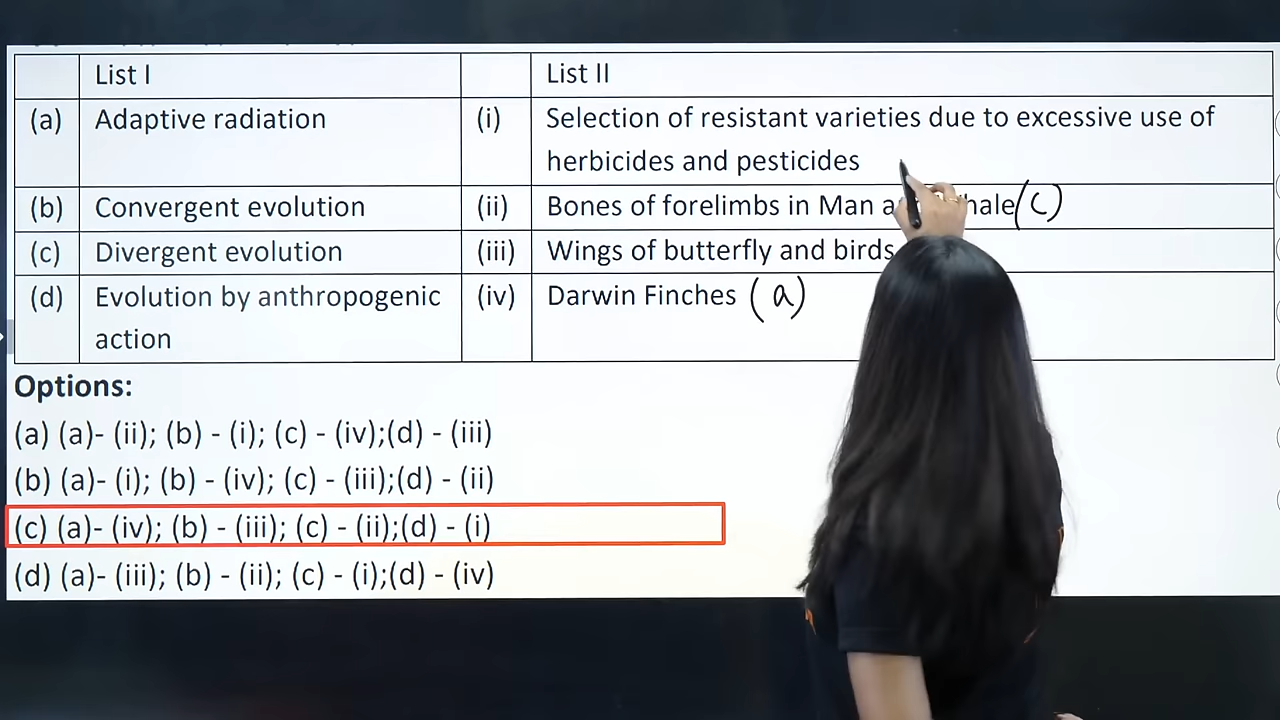 List I List II
(a) Adaptive radiation (i) Selection of resistant varieties due to excessive use of
herbicides and pesticides
(b) Convergent evolution (ii) Bones of forelimbs in Man (c)
(c) Divergent evolution (iii) Wings of butterfly and birds
(d) Evolution by anthropogenic (iv) Darwin Finches (a)
action
Options:
(a) (a)- (ii); (b) - (i); (c) - (iv);(d) - (iii)
(b) (a)- (i); (b) - (iv); (c) - (iii);(d) - (ii)
(c) (a)- (iv); (b) - (iii); (c) - (ii);(d) - (i)
(d) (a)- (iii); (b) - (ii); (c) - (i);(d) - (iv)